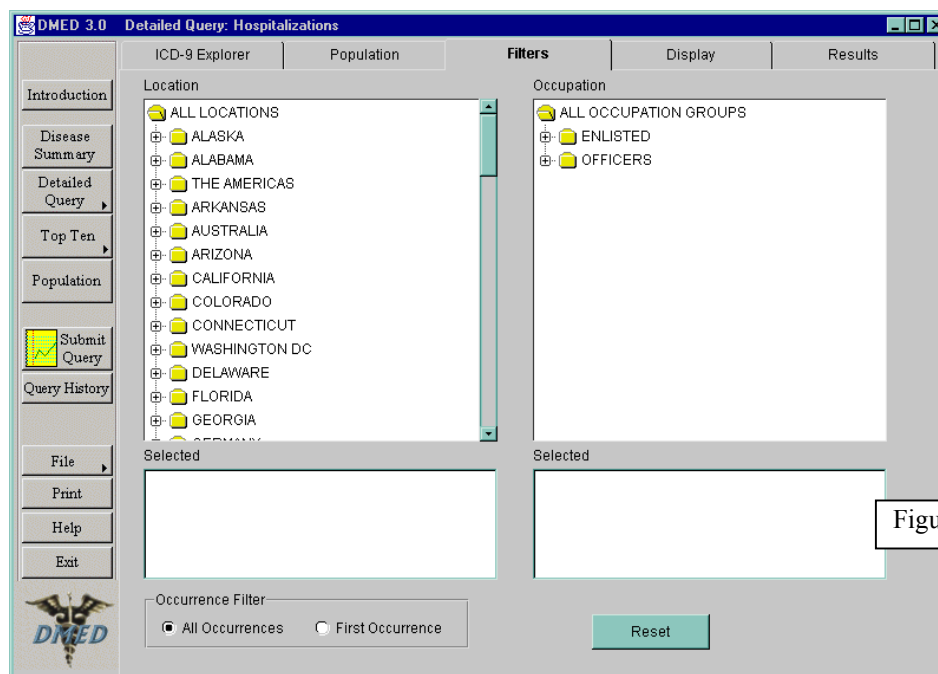 DMED 3.0 Detailed Query: Hospitalizations
ICD-9 Explorer Population Filters Display Results
Introduction
Disease
Summary
Detailed
Query
Top Ten
Population
Submit
Query
Query History
File
Print
Help
Exit
DMED
Location
ALL LOCATIONS
ALASKA
ALABAMA
THE AMERICAS
ARKANSAS
AUSTRALIA
ARIZONA
CALIFORNIA
COLORADO
CONNECTICUT
WASHINGTON DC
DELAWARE
FLORIDA
GEORGIA
Selected
Occupation
ALL OCCUPATION GROUPS
ENLISTED
OFFICERS
Selected
Figu
Occurrence Filter
All Occurrences First Occurrence
Reset